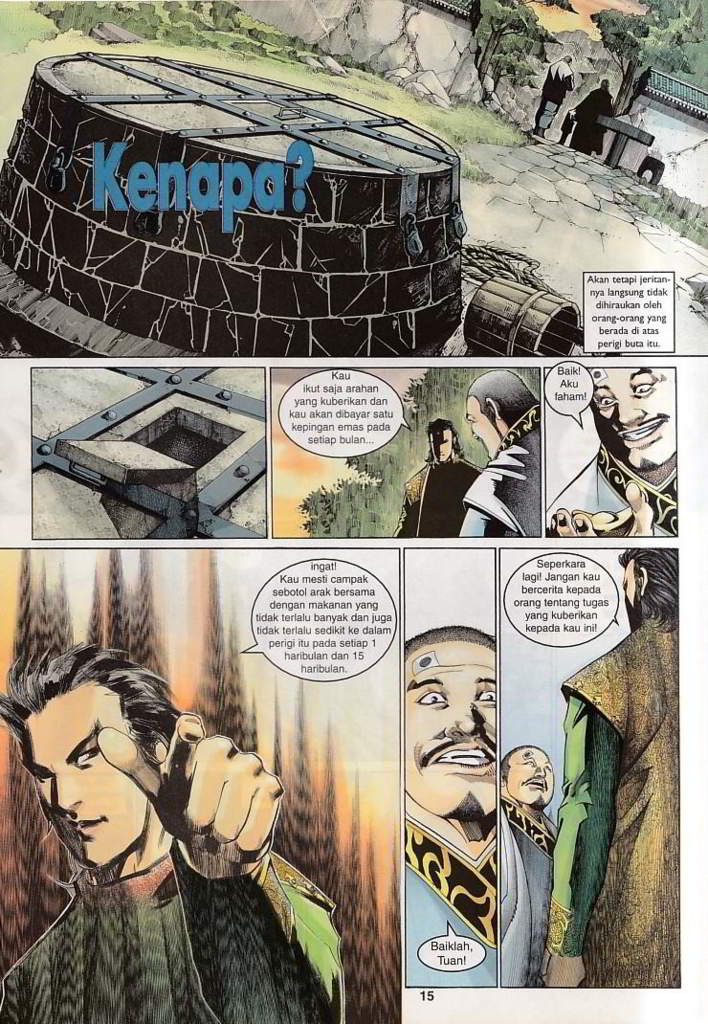 Kenapa?
Akan tetapi jeritan-
nya langsung tidak
dihiraukan oleh
orang-orang yang
berada di atas
perigi buta itu.
Kau
ikut saja arahan
yang kuberikan dan
kau akan dibayar satu
kepingan emas pada
setiap bulan...
Baik!
Aku
faham!
ingat!
Kau mesti campak
sebotol arak bersama
dengan makanan yang
tidak terlalu banyak dan juga
tidak terlalu sedikit ke dalam
perigi itu pada setiap 1
haribulan dan 15
haribulan.
Baiklah,
Tuan!
Seperkara
lagi! Jangan kau
bercerita kepada
orang tentang tugas
yang kuberikan
kepada kau ini!
15